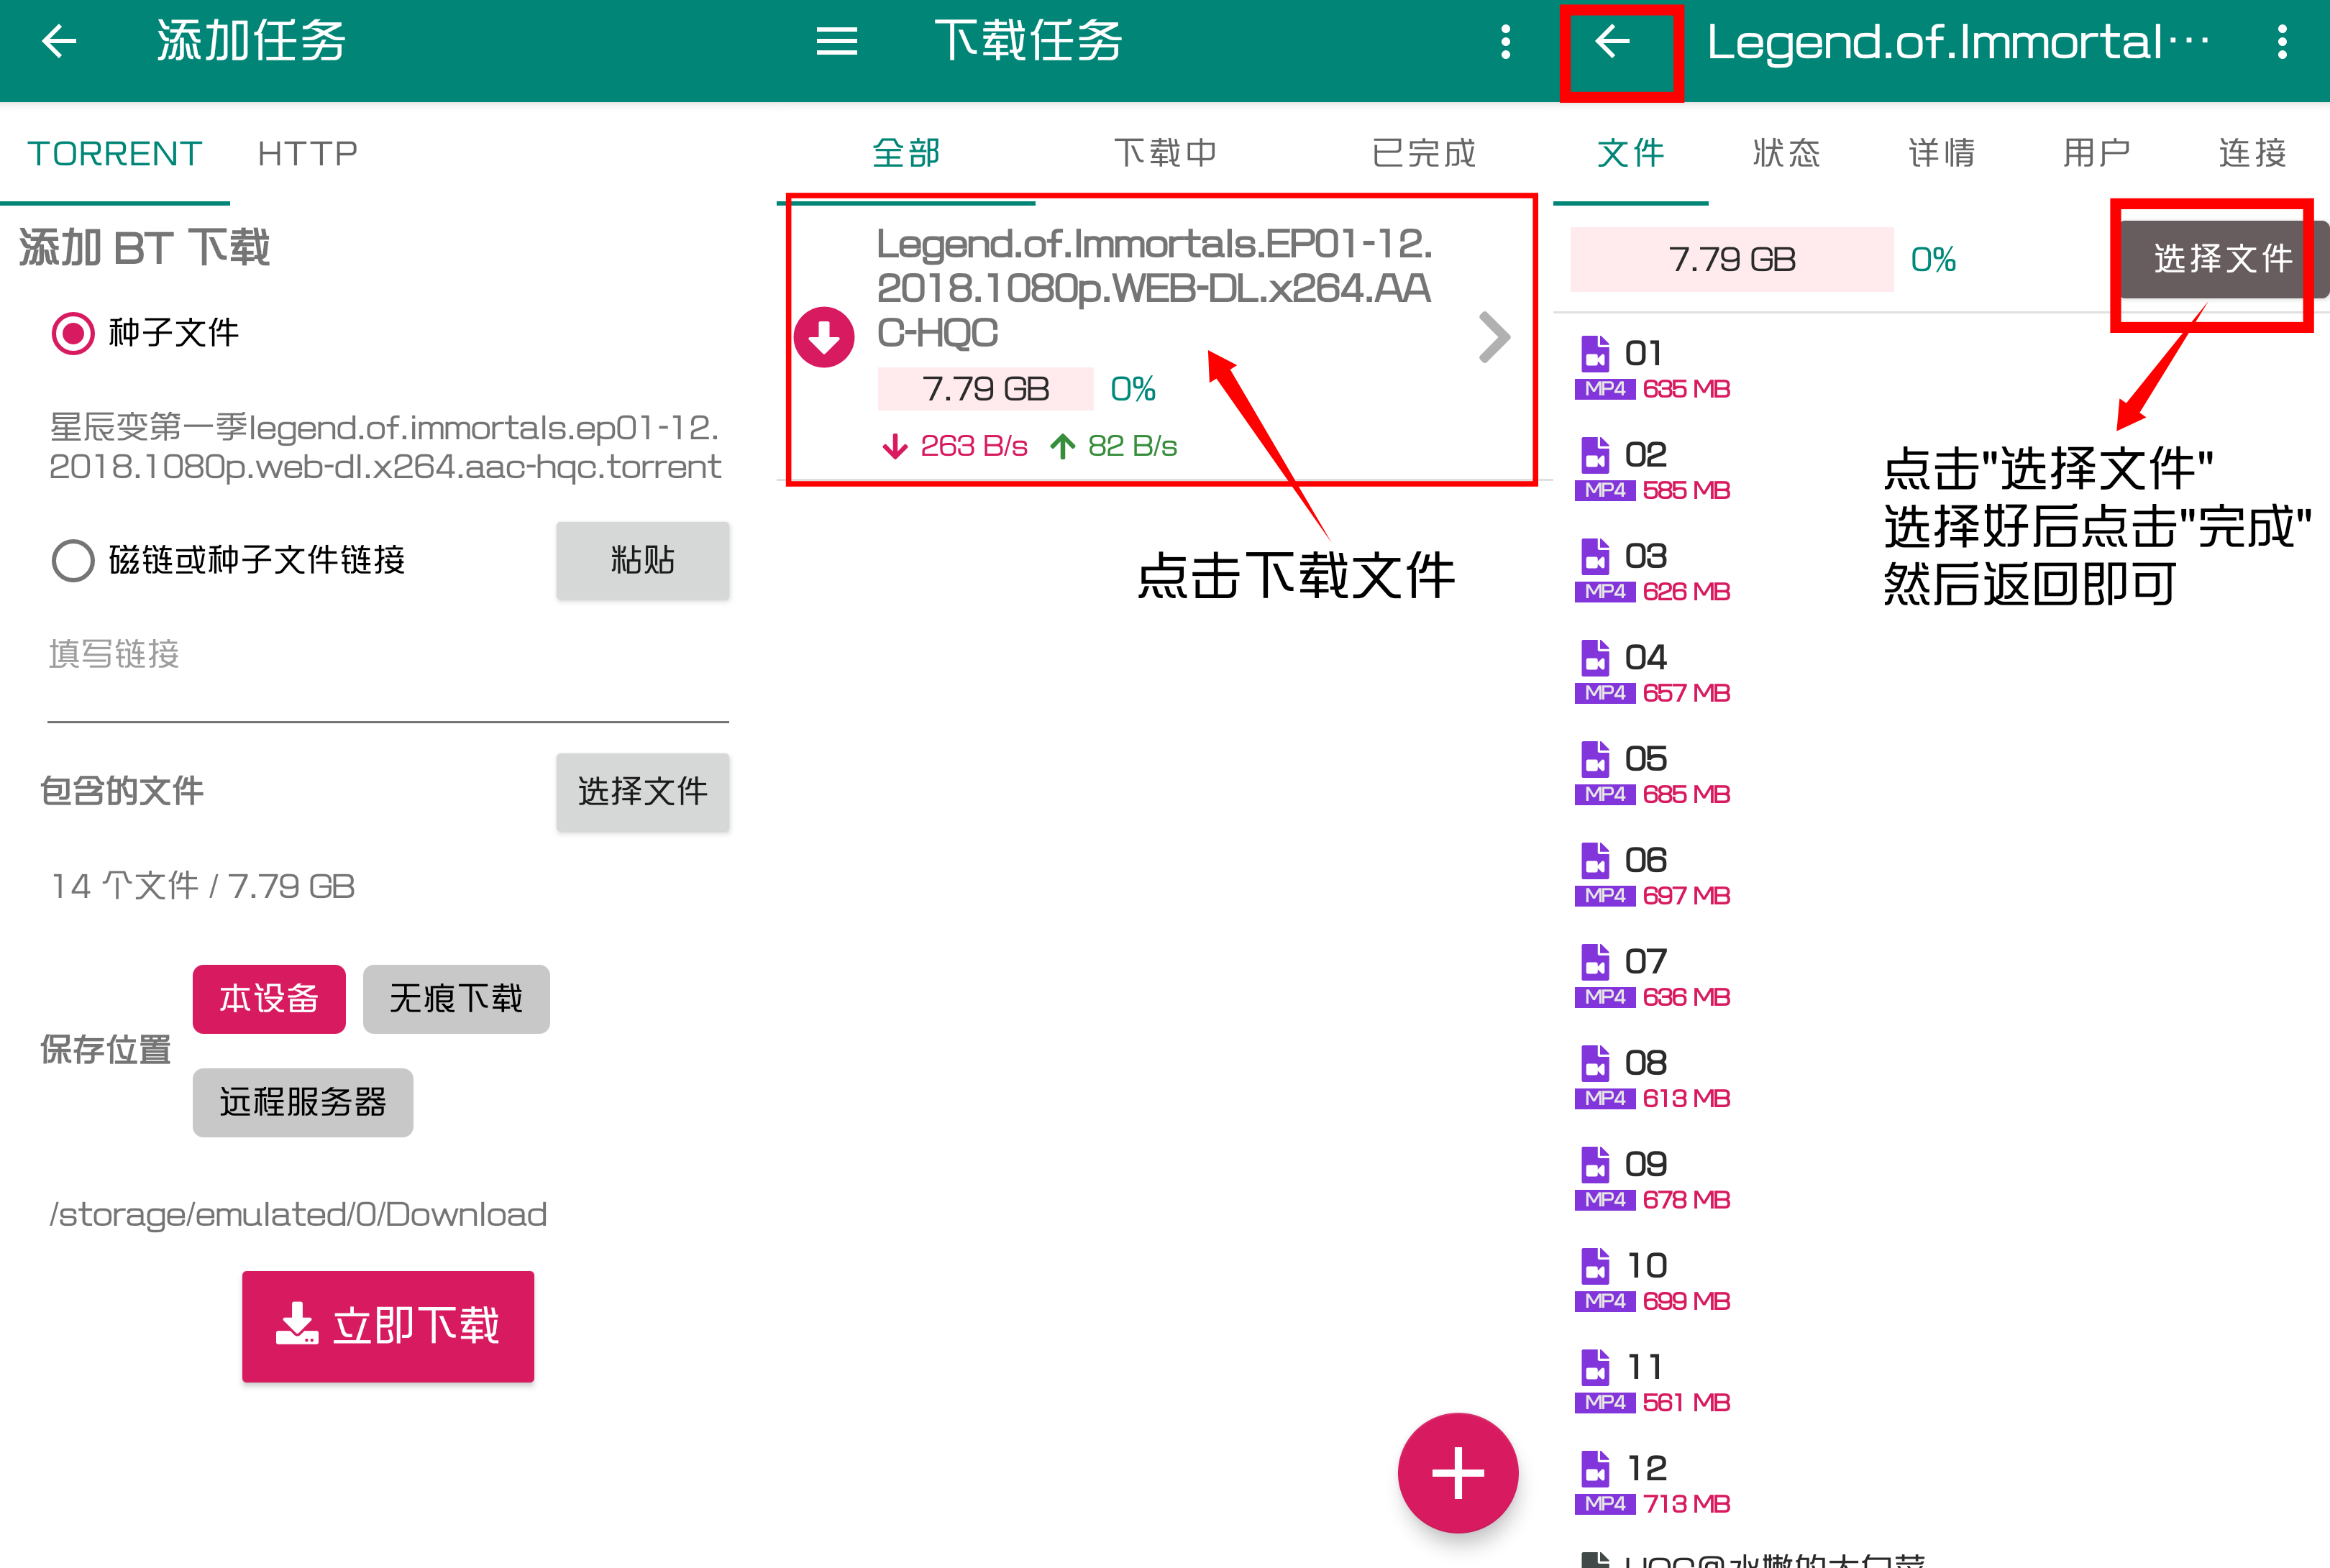 添加任务
TORRENT
HTTP
添加 BT 下载
种子文件
星辰变第一季legend.of.immortals.ep01-12.
2018.1080p.web-dl.x264.aac-hqc.torrent
磁链或种子文件链接
粘贴
填写链接
包含的文件
选择文件
14 个文件 / 7.79 GB
保存位置
本设备
无痕下载
远程服务器
/storage/emulated/0/Download
立即下载
下载任务
全部
下载中
已完成
Legend.of.Immortals.EP01-12.
2018.1080p.WEB-DL.x264.AA
C-HQC
7.79 GB
0%
263 B/s
82 B/s
点击下载文件
Legend.of.Immortal…
文件
状态
详情
用户
连接
7.79 GB
0%
选择文件
点击"选择文件"
选择好后点击"完成"
然后返回即可
01
MP4 635 MB
02
MP4 585 MB
03
MP4 626 MB
04
MP4 657 MB
05
MP4 685 MB
06
MP4 697 MB
07
MP4 636 MB
08
MP4 613 MB
09
MP4 678 MB
10
MP4 699 MB
11
MP4 561 MB
12
MP4 713 MB